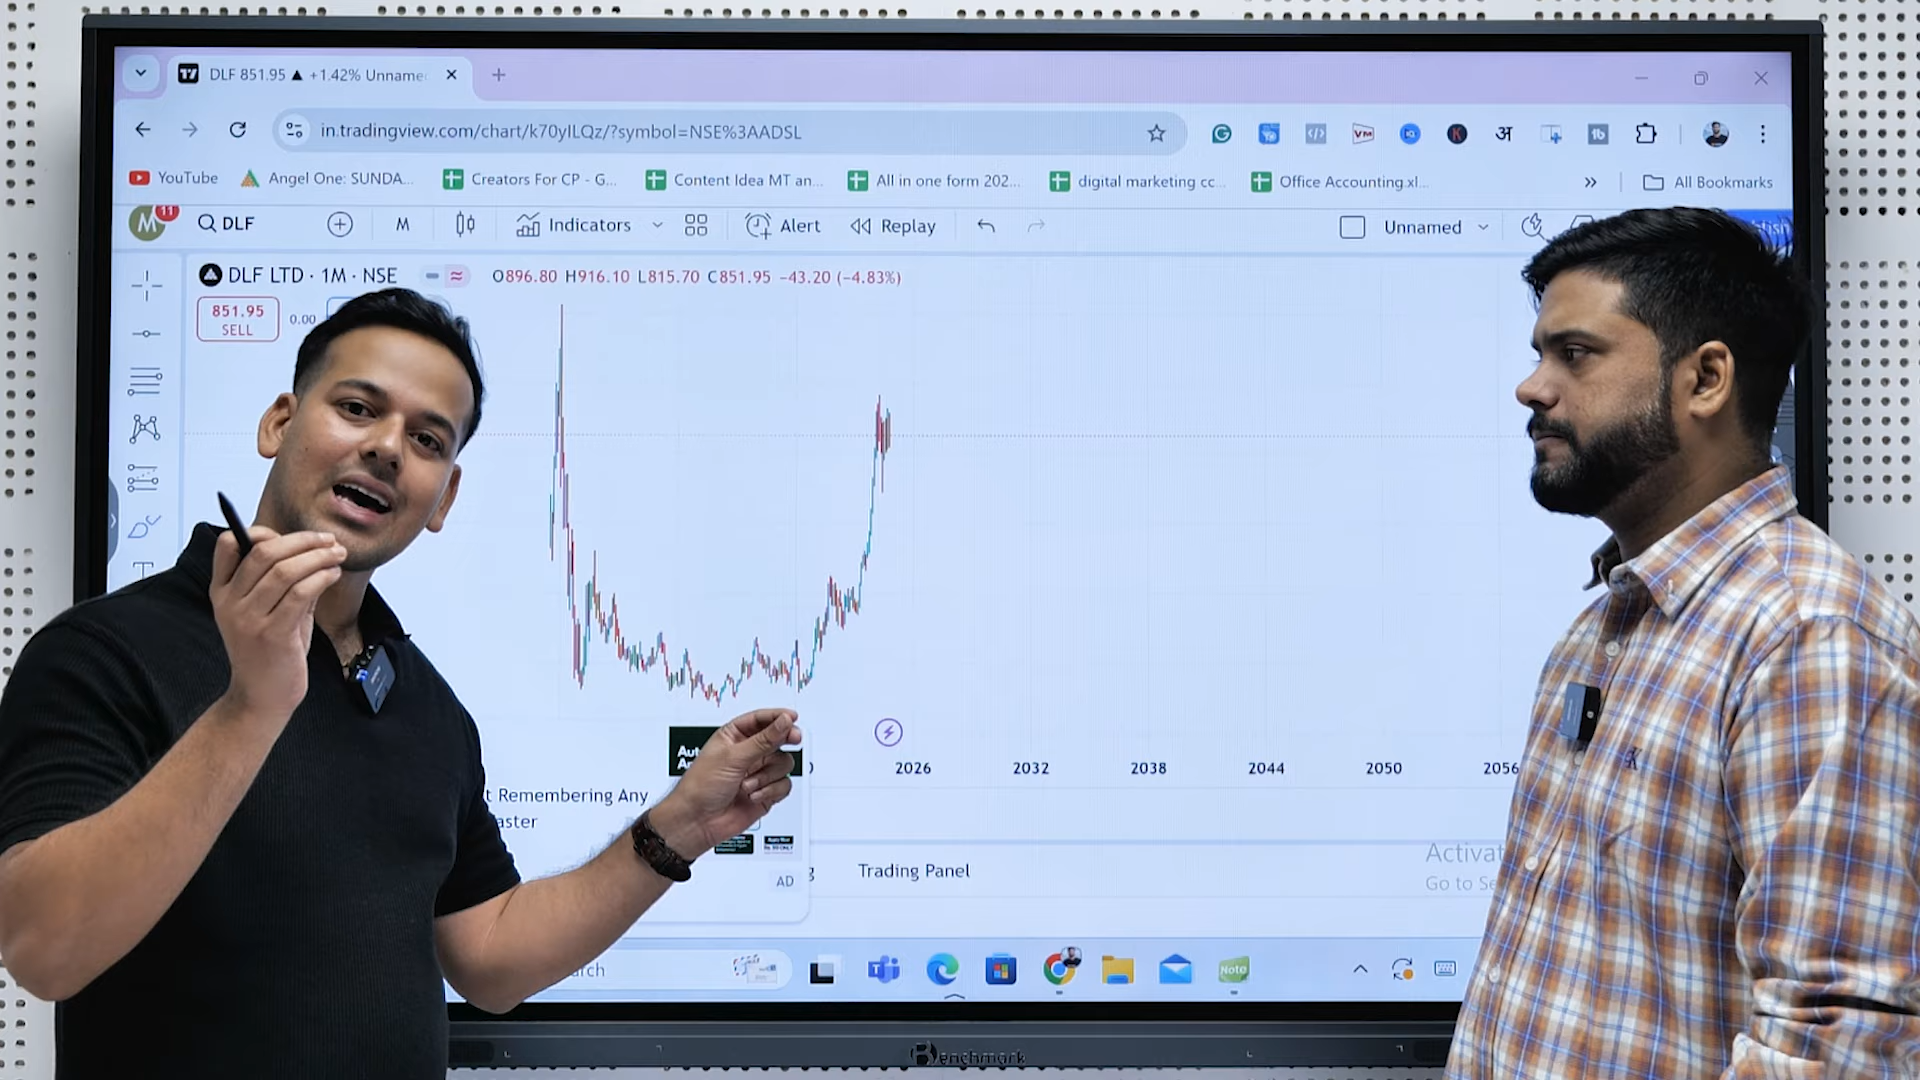 DLF 851.95 ▲ +1.42% Unname
in.tradingview.com/chart/k70yILQz/?symbol=NSE%3AADSL
YouTube
Angel One: SUNDA...
Creators For CP - G...
Content Idea MT an...
All in one form 202...
digital marketing cc...
Office Accounting.xl...
All Bookmarks
M 11
DLF
M
Indicators
Alert
Replay
Unnamed
DLF LTD · 1M · NSE
O896.80 H916.10 L815.70 C851.95 −43.20 (−4.83%)
851.95
SELL
0.00
Aut
2026 2032 2038 2044 2050 2056
t Remembering Any
aster
AD
Trading Panel
Activat
Go to Se
rch
Note
Benchmark